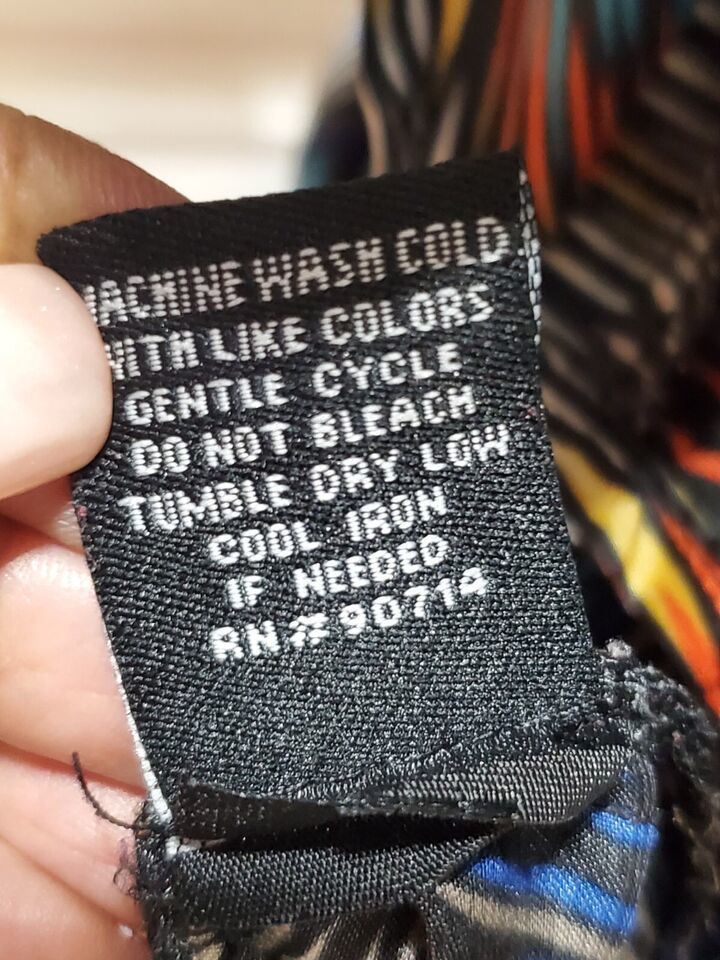 MACHINE WASH COLD
WITH LIKE COLORS
GENTLE CYCLE
DO NOT BLEACH
TUMBLE DRY LOW
COOL IRON
IF NEEDED
RN#90714